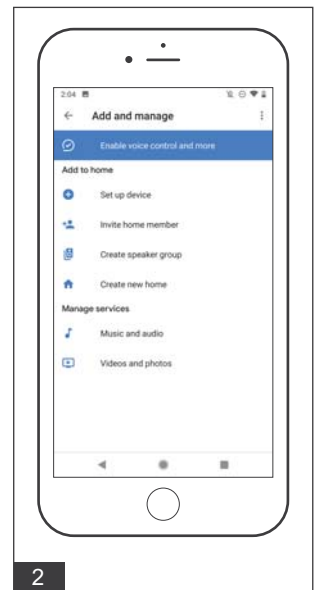 2:04
Add and manage
Enable voice control and more
Add to home
Set up device
Invite home member
Create speaker group
Create new home
Manage services
Music and audio
Videos and photos
2